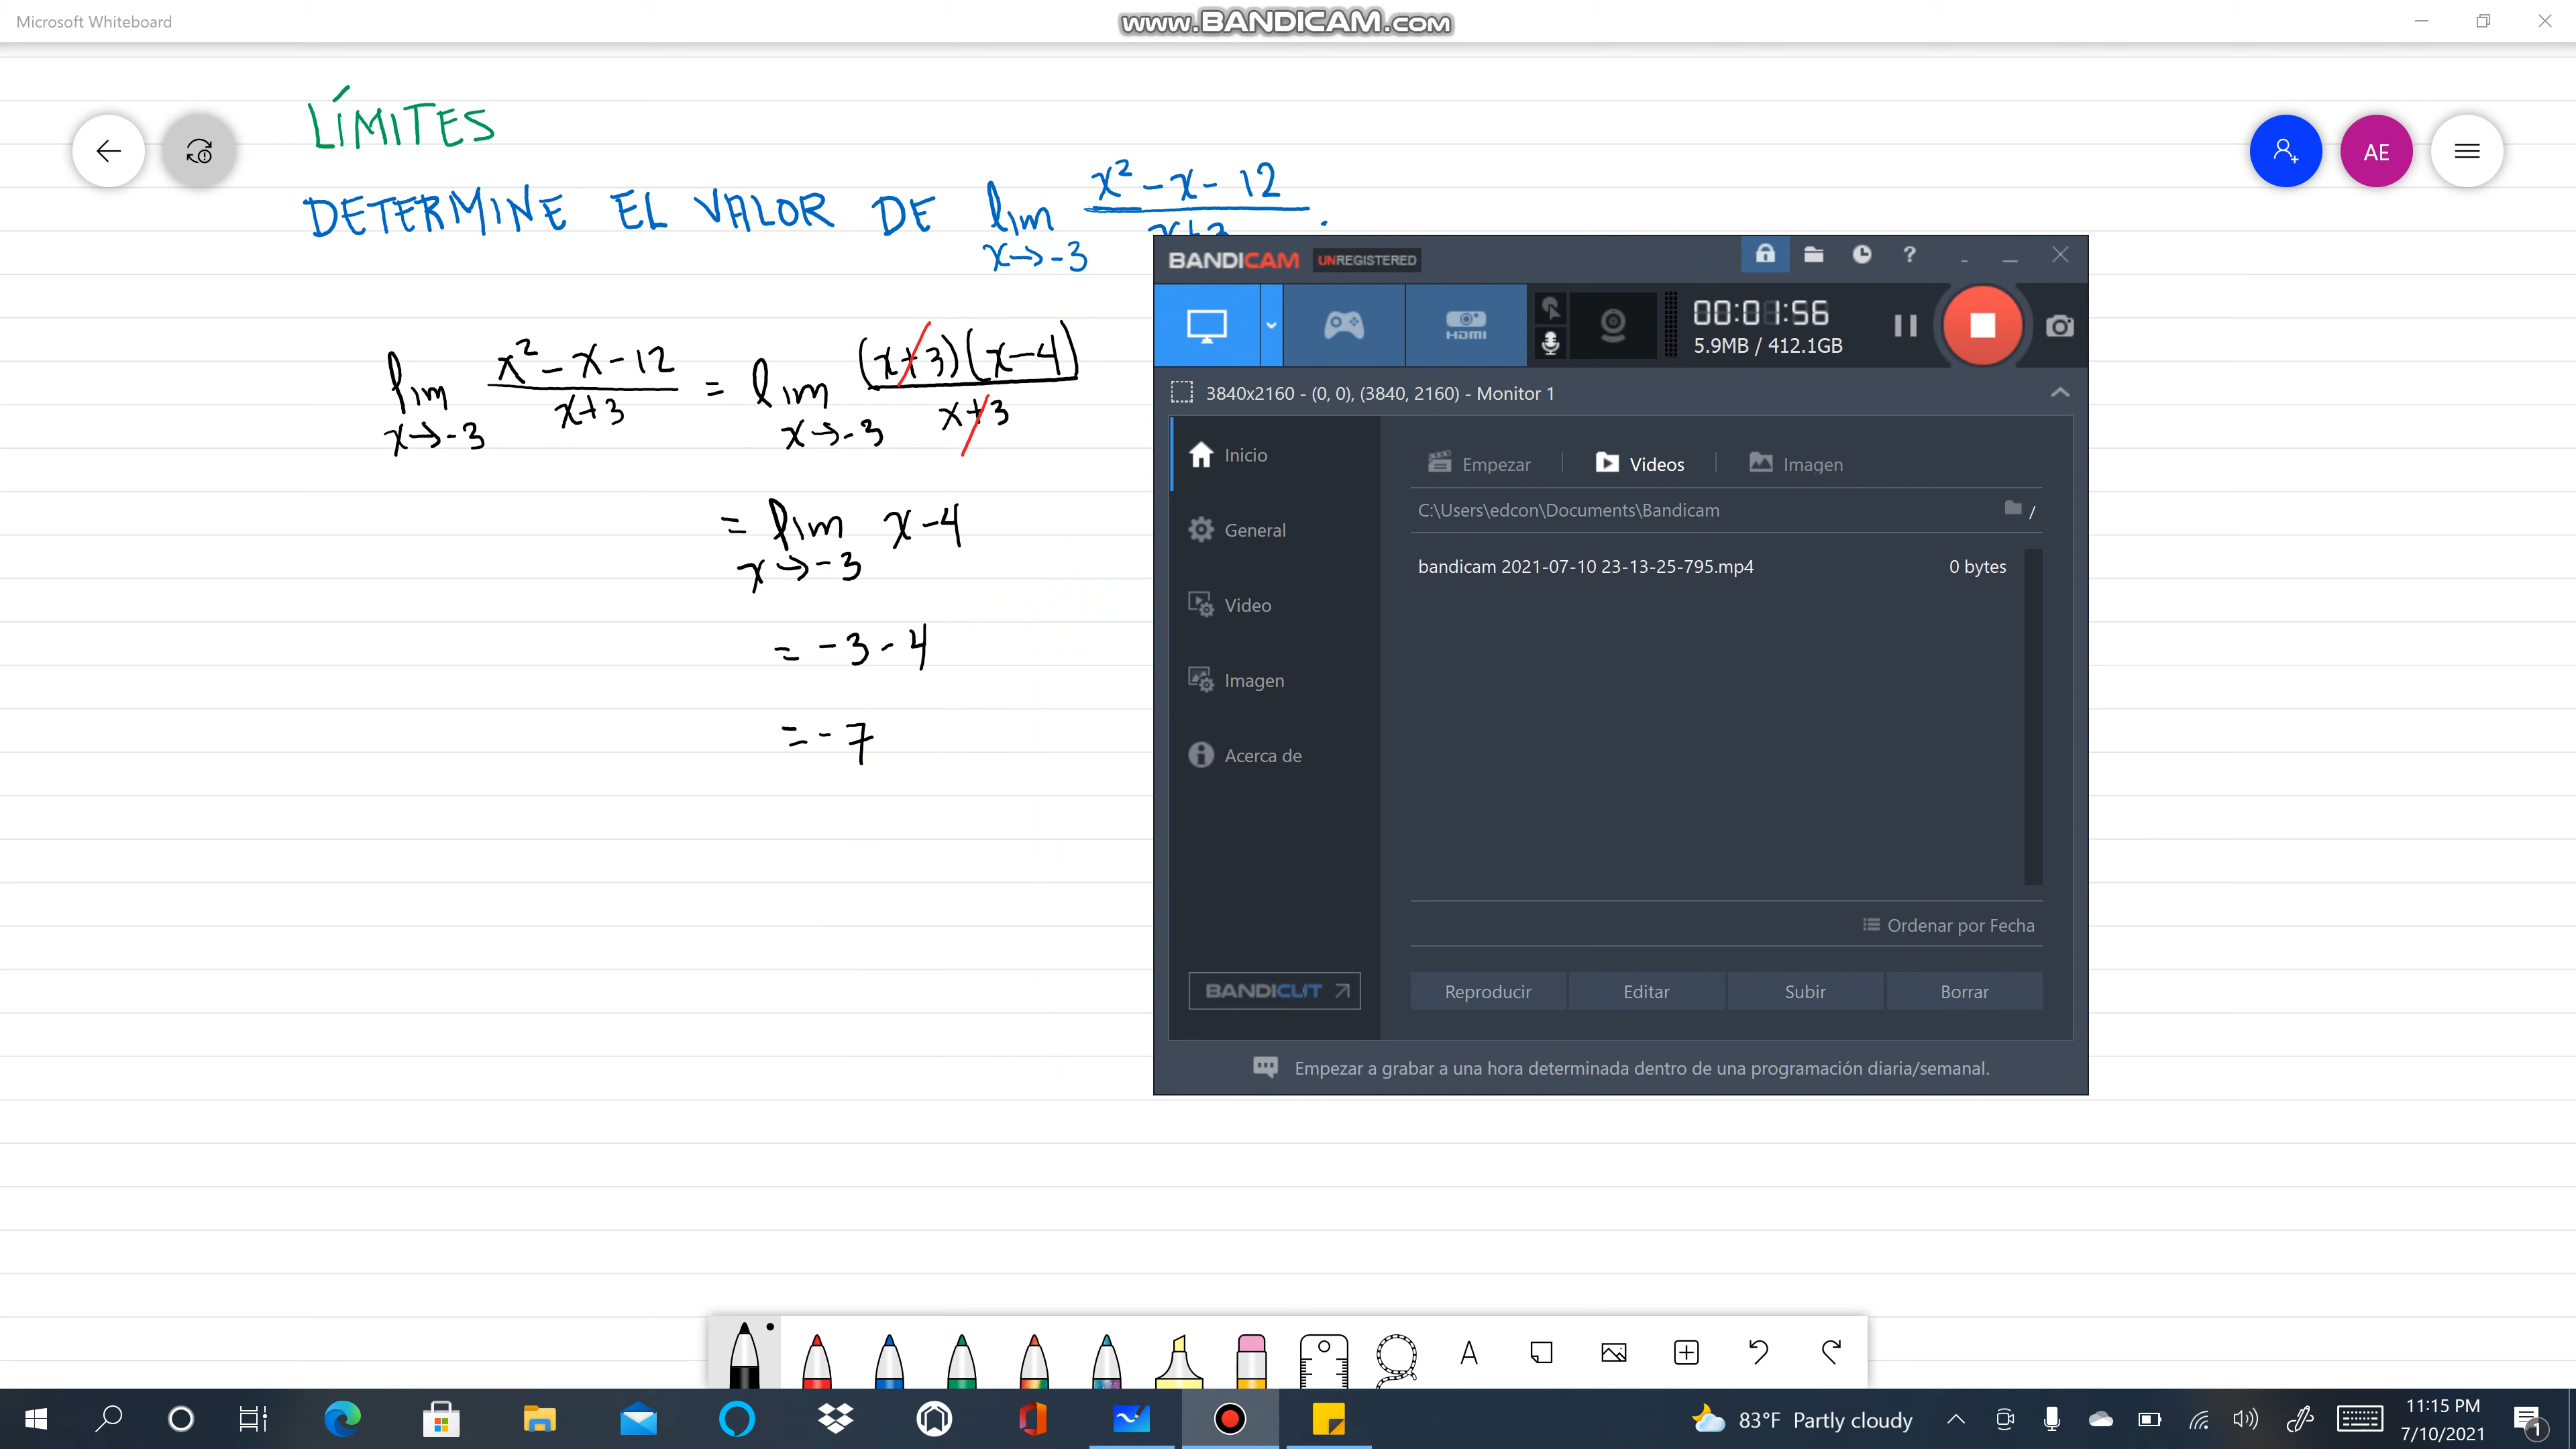 Microsoft Whiteboard
www.BANDICAM.com
LÍMITES
DETERMINE EL VALOR DE lim x→-3 x² - x - 12 / x+3 .
AE
BANDICAM UNREGISTERED
?
HDMI
00:01:56
5.9MB / 412.1GB
3840x2160 - (0, 0), (3840, 2160) - Monitor 1
lim x→-3 x² - x - 12 / x+3 = lim x→-3 (x+3)(x-4) / x+3
= lim x→-3 x-4
= -3 - 4
= -7
Inicio
General
Video
Imagen
Acerca de
BANDICUT
Empezar
Videos
Imagen
C:\Users\edcon\Documents\Bandicam
/
bandicam 2021-07-10 23-13-25-795.mp4 0 bytes
Ordenar por Fecha
Reproducir Editar Subir Borrar
Empezar a grabar a una hora determinada dentro de una programación diaria/semanal.
A
83°F Partly cloudy
11:15 PM
7/10/2021
1